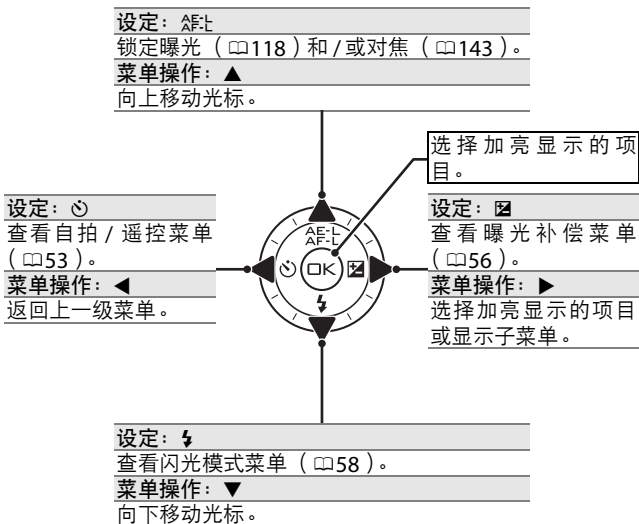 设定：AE-L/AF-L
锁定曝光（118）和/或对焦（143）。
菜单操作：▲
向上移动光标。
选择加亮显示的项
目。
设定：
查看自拍/遥控菜单
（53）。
菜单操作：◀
返回上一级菜单。
AE-L
AF-L
OK
设定：
查看曝光补偿菜单
（56）。
菜单操作：▶
选择加亮显示的项目
或显示子菜单。
设定：
查看闪光模式菜单（58）。
菜单操作：▼
向下移动光标。